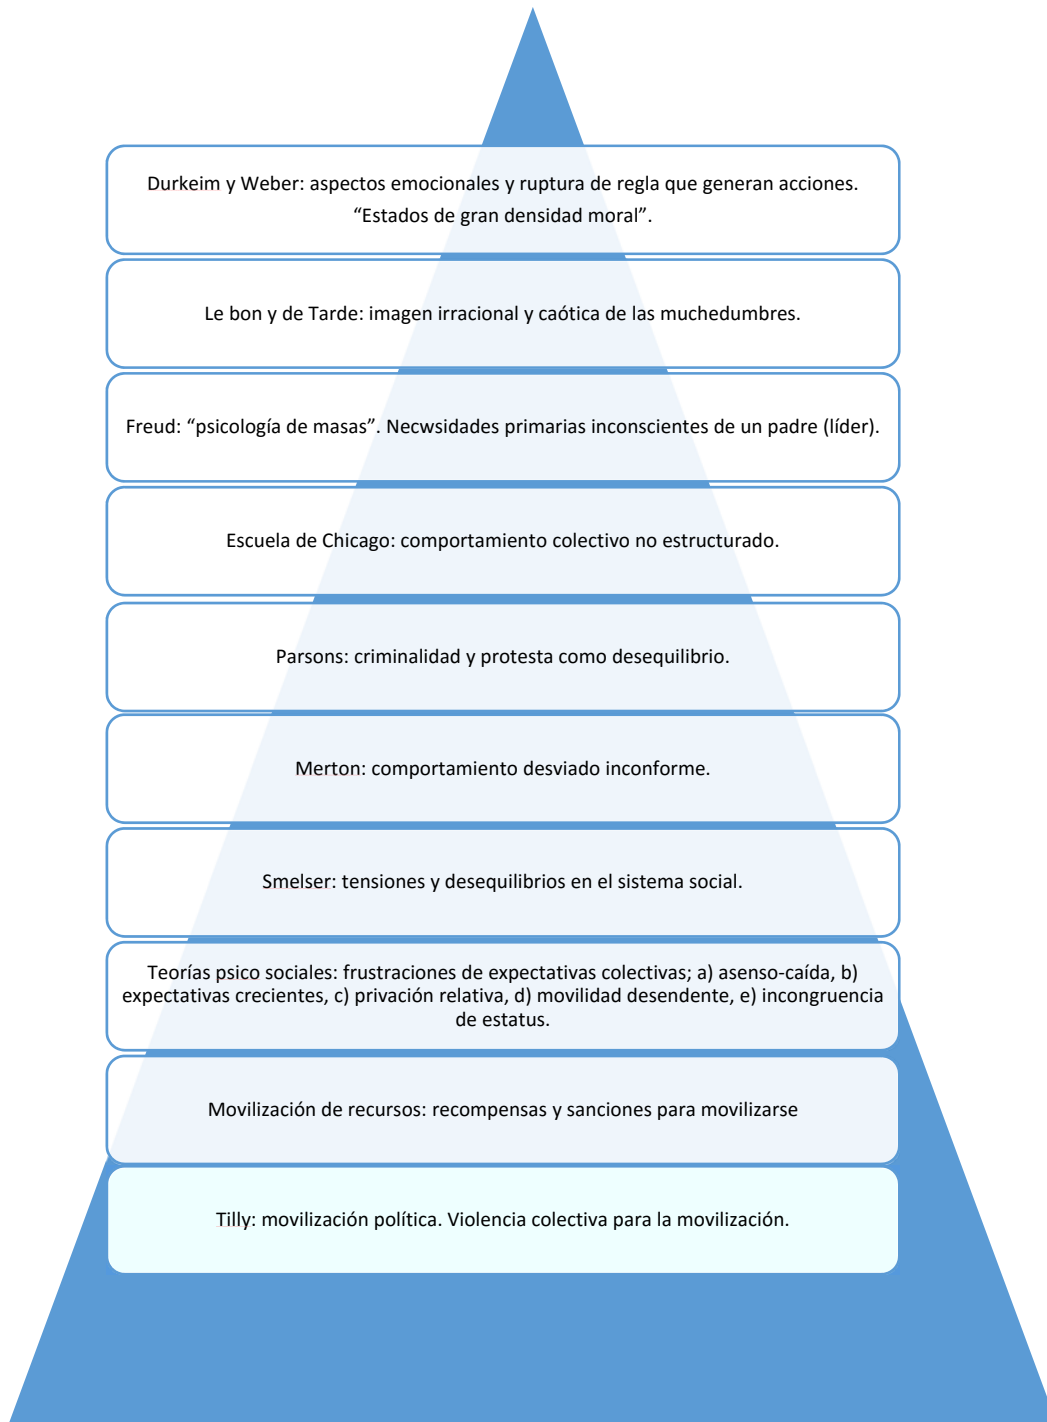 Durkeim y Weber: aspectos emocionales y ruptura de regla que generan acciones.
“Estados de gran densidad moral”.
Le bon y de Tarde: imagen irracional y caótica de las muchedumbres.
Freud: “psicología de masas”. Necwsidades primarias inconscientes de un padre (líder).
Escuela de Chicago: comportamiento colectivo no estructurado.
Parsons: criminalidad y protesta como desequilibrio.
Merton: comportamiento desviado inconforme.
Smelser: tensiones y desequilibrios en el sistema social.
Teorías psico sociales: frustraciones de expectativas colectivas; a) asenso-caída, b)
expectativas crecientes, c) privación relativa, d) movilidad desendente, e) incongruencia
de estatus.
Movilización de recursos: recompensas y sanciones para movilizarse
Tilly: movilización política. Violencia colectiva para la movilización.